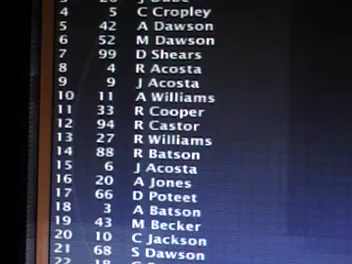 4 5 C Cropley
5 42 A Dawson
6 52 M Dawson
7 99 D Shears
8 4 R Acosta
9 9 J Acosta
10 11 A Williams
11 33 R Cooper
12 94 R Castor
13 27 R Williams
14 88 R Batson
15 6 J Acosta
16 20 A Jones
17 66 D Poteet
18 3 A Batson
19 43 M Becker
20 10 C Jackson
21 68 S Dawson
22 18